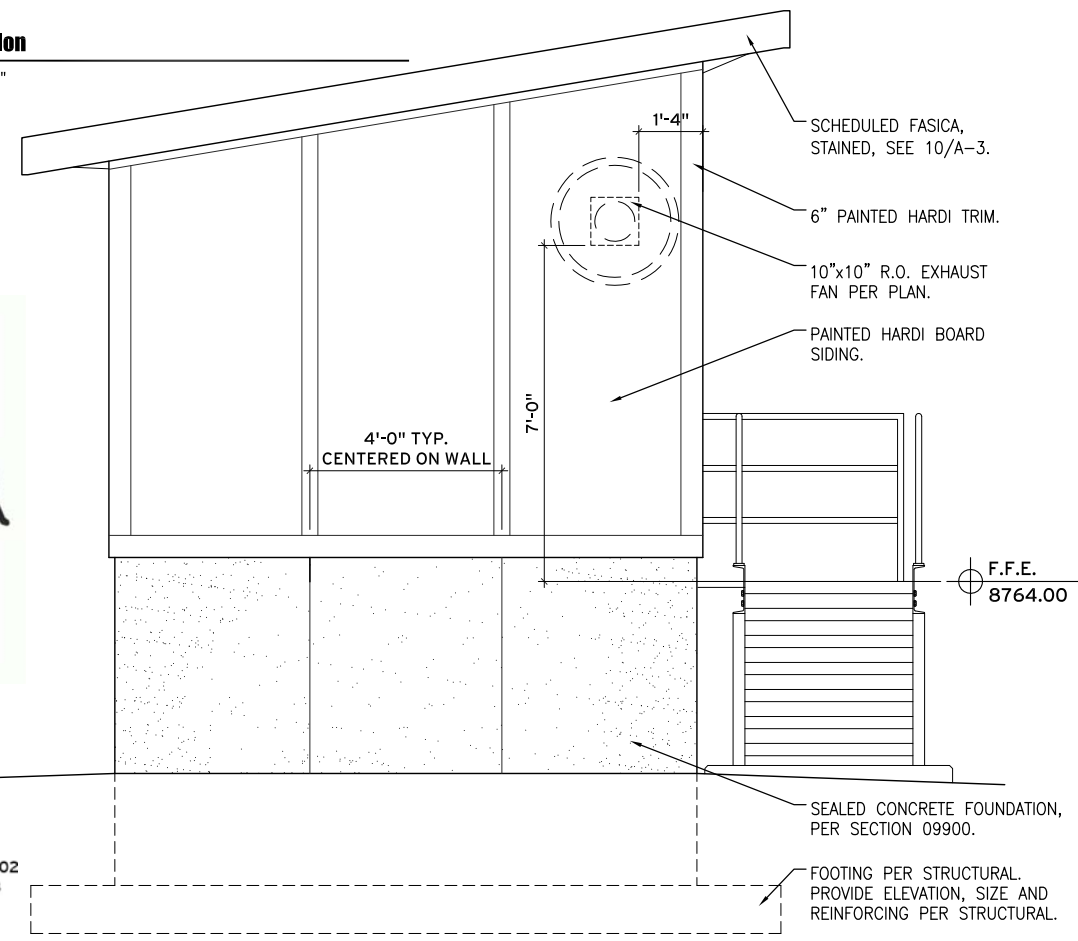 "
1'-4"
SCHEDULED FASICA,
STAINED, SEE 10/A-3.
6" PAINTED HARDI TRIM.
10"x10" R.O. EXHAUST
FAN PER PLAN.
PAINTED HARDI BOARD
SIDING.
7'-0"
4'-0" TYP.
CENTERED ON WALL
F.F.E.
8764.00
SEALED CONCRETE FOUNDATION,
PER SECTION 09900.
02
FOOTING PER STRUCTURAL.
PROVIDE ELEVATION, SIZE AND
REINFORCING PER STRUCTURAL.